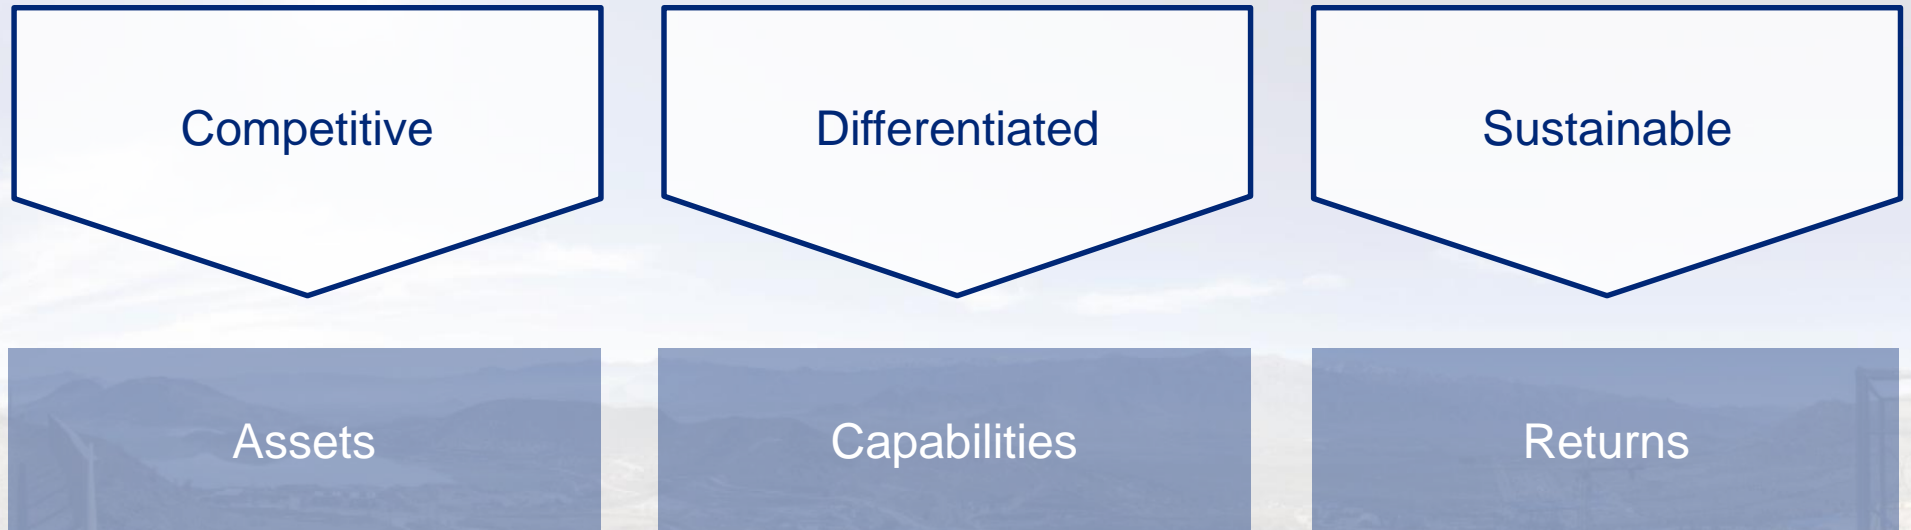 Competitive
Differentiated
Sustainable
Assets
Capabilities
Returns